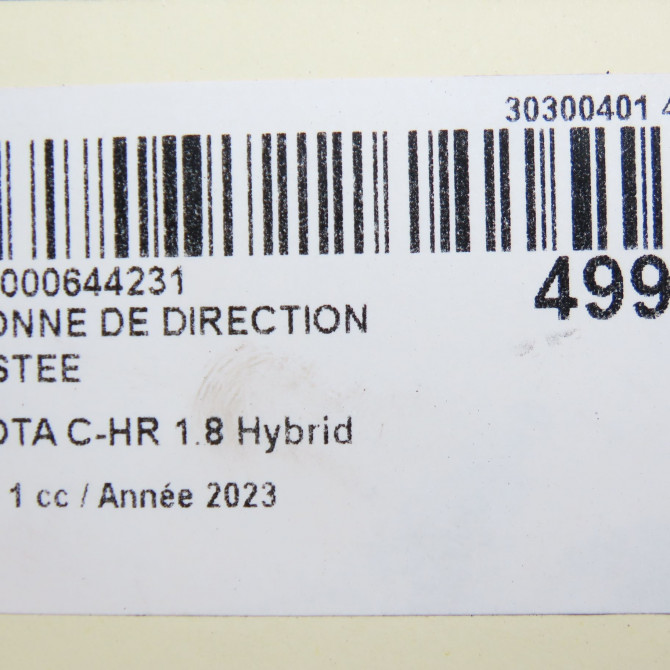 30300401 4
000644231
499
ONNE DE DIRECTION
STEE
OTA C-HR 1.8 Hybrid
1 cc / Année 2023